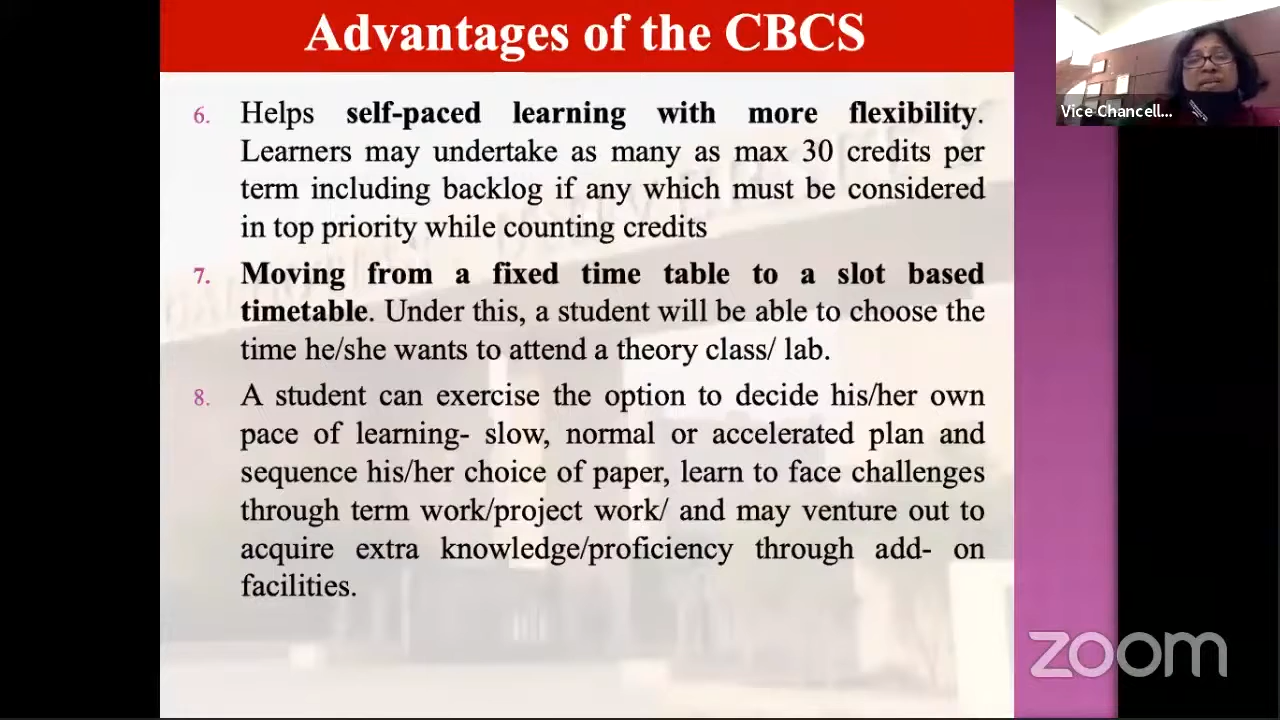 Advantages of the CBCS
6. Helps self-paced learning with more flexibility.
Learners may undertake as many as max 30 credits per
term including backlog if any which must be considered
in top priority while counting credits
7. Moving from a fixed time table to a slot based
timetable. Under this, a student will be able to choose the
time he/she wants to attend a theory class/ lab.
8. A student can exercise the option to decide his/her own
pace of learning- slow, normal or accelerated plan and
sequence his/her choice of paper, learn to face challenges
through term work/project work/ and may venture out to
acquire extra knowledge/proficiency through add- on
facilities.
Vice Chancell...
zoom